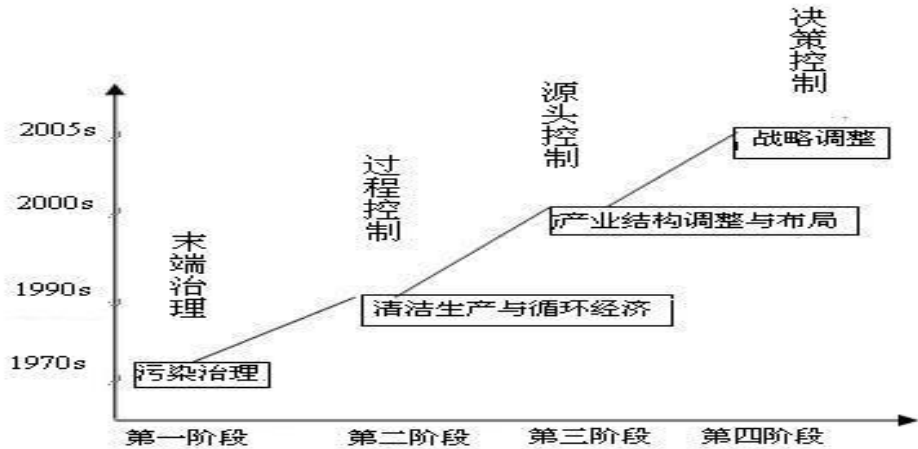 决策控制
源头控制
2005s
战略调整
过程控制
2000s
产业结构调整与布局
末端治理
1990s
清洁生产与循环经济
1970s
污染治理
第一阶段
第二阶段
第三阶段
第四阶段